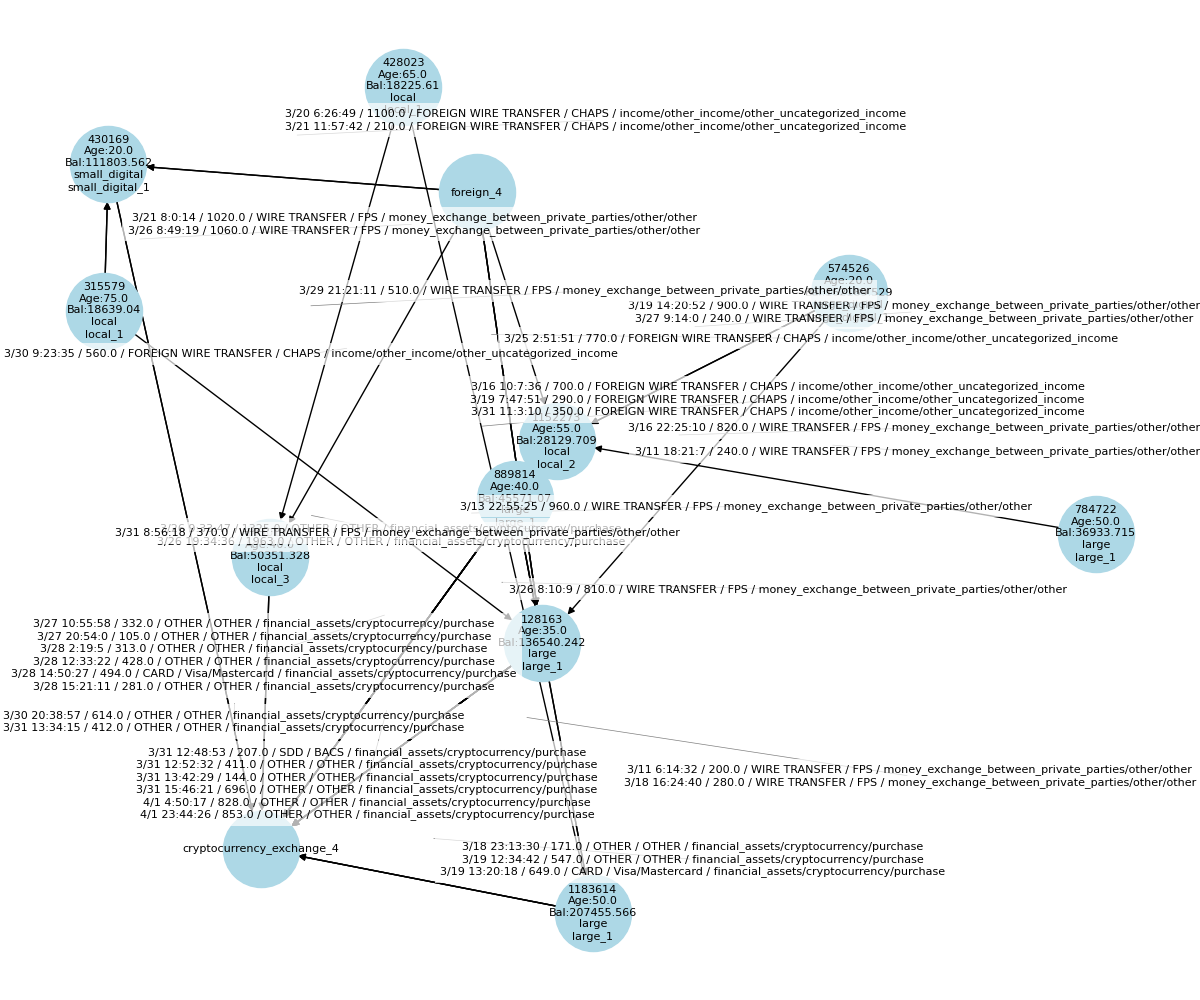 428023
Age:65.0
Bal:18225.61
local
3/20 6:26:49 / 1100.0 / FOREIGN WIRE TRANSFER / CHAPS / income/other_income/other_uncategorized_income
3/21 11:57:42 / 210.0 / FOREIGN WIRE TRANSFER / CHAPS / income/other_income/other_uncategorized_income
430169
Age:20.0
Bal:111803.562
small_digital
small_digital_1
foreign_4
3/21 8:0:14 / 1020.0 / WIRE TRANSFER / FPS / money_exchange_between_private_parties/other/other
3/26 8:49:19 / 1060.0 / WIRE TRANSFER / FPS / money_exchange_between_private_parties/other/other
574526
Age:20.0
315579
Age:75.0
Bal:18639.04
local
local_1
3/29 21:21:11 / 510.0 / WIRE TRANSFER / FPS / money_exchange_between_private_parties/other/other
3/19 14:20:52 / 900.0 / WIRE TRANSFER / FPS / money_exchange_between_private_parties/other/other
3/27 9:14:0 / 240.0 / WIRE TRANSFER / FPS / money_exchange_between_private_parties/other/other
3/25 2:51:51 / 770.0 / FOREIGN WIRE TRANSFER / CHAPS / income/other_income/other_uncategorized_income
3/30 9:23:35 / 560.0 / FOREIGN WIRE TRANSFER / CHAPS / income/other_income/other_uncategorized_income
3/16 10:7:36 / 700.0 / FOREIGN WIRE TRANSFER / CHAPS / income/other_income/other_uncategorized_income
3/19 7:47:51 / 290.0 / FOREIGN WIRE TRANSFER / CHAPS / income/other_income/other_uncategorized_income
3/31 11:3:10 / 350.0 / FOREIGN WIRE TRANSFER / CHAPS / income/other_income/other_uncategorized_income
1152273
Age:55.0
Bal:28129.709
local
local_2
3/16 22:25:10 / 820.0 / WIRE TRANSFER / FPS / money_exchange_between_private_parties/other/other
3/11 18:21:7 / 240.0 / WIRE TRANSFER / FPS / money_exchange_between_private_parties/other/other
889814
Age:40.0
Bal:45571.07
large
large_1
3/13 22:55:25 / 960.0 / WIRE TRANSFER / FPS / money_exchange_between_private_parties/other/other
784722
Age:50.0
Bal:36933.715
large
large_1
3/31 8:56:18 / 370.0 / WIRE TRANSFER / FPS / money_exchange_between_private_parties/other/other
3/26 19:34:36 / 1963.0 / OTHER / OTHER / financial_assets/cryptocurrency/purchase
Bal:50351.328
local
local_3
3/26 8:10:9 / 810.0 / WIRE TRANSFER / FPS / money_exchange_between_private_parties/other/other
128163
Age:35.0
Bal:136540.242
large
large_1
3/27 10:55:58 / 332.0 / OTHER / OTHER / financial_assets/cryptocurrency/purchase
3/27 20:54:0 / 105.0 / OTHER / OTHER / financial_assets/cryptocurrency/purchase
3/28 2:19:5 / 313.0 / OTHER / OTHER / financial_assets/cryptocurrency/purchase
3/28 12:33:22 / 428.0 / OTHER / OTHER / financial_assets/cryptocurrency/purchase
3/28 14:50:27 / 494.0 / CARD / Visa/Mastercard / financial_assets/cryptocurrency/purchase
3/28 15:21:11 / 281.0 / OTHER / OTHER / financial_assets/cryptocurrency/purchase
3/30 20:38:57 / 614.0 / OTHER / OTHER / financial_assets/cryptocurrency/purchase
3/31 13:34:15 / 412.0 / OTHER / OTHER / financial_assets/cryptocurrency/purchase
3/31 12:48:53 / 207.0 / SDD / BACS / financial_assets/cryptocurrency/purchase
3/31 12:52:32 / 411.0 / OTHER / OTHER / financial_assets/cryptocurrency/purchase
3/31 13:42:29 / 144.0 / OTHER / OTHER / financial_assets/cryptocurrency/purchase
3/31 15:46:21 / 696.0 / OTHER / OTHER / financial_assets/cryptocurrency/purchase
4/1 4:50:17 / 828.0 / OTHER / OTHER / financial_assets/cryptocurrency/purchase
4/1 23:44:26 / 853.0 / OTHER / OTHER / financial_assets/cryptocurrency/purchase
3/11 6:14:32 / 200.0 / WIRE TRANSFER / FPS / money_exchange_between_private_parties/other/other
3/18 16:24:40 / 280.0 / WIRE TRANSFER / FPS / money_exchange_between_private_parties/other/other
cryptocurrency_exchange_4
3/18 23:13:30 / 171.0 / OTHER / OTHER / financial_assets/cryptocurrency/purchase
3/19 12:34:42 / 547.0 / OTHER / OTHER / financial_assets/cryptocurrency/purchase
3/19 13:20:18 / 649.0 / CARD / Visa/Mastercard / financial_assets/cryptocurrency/purchase
1183614
Age:50.0
Bal:207455.566
large
large_1